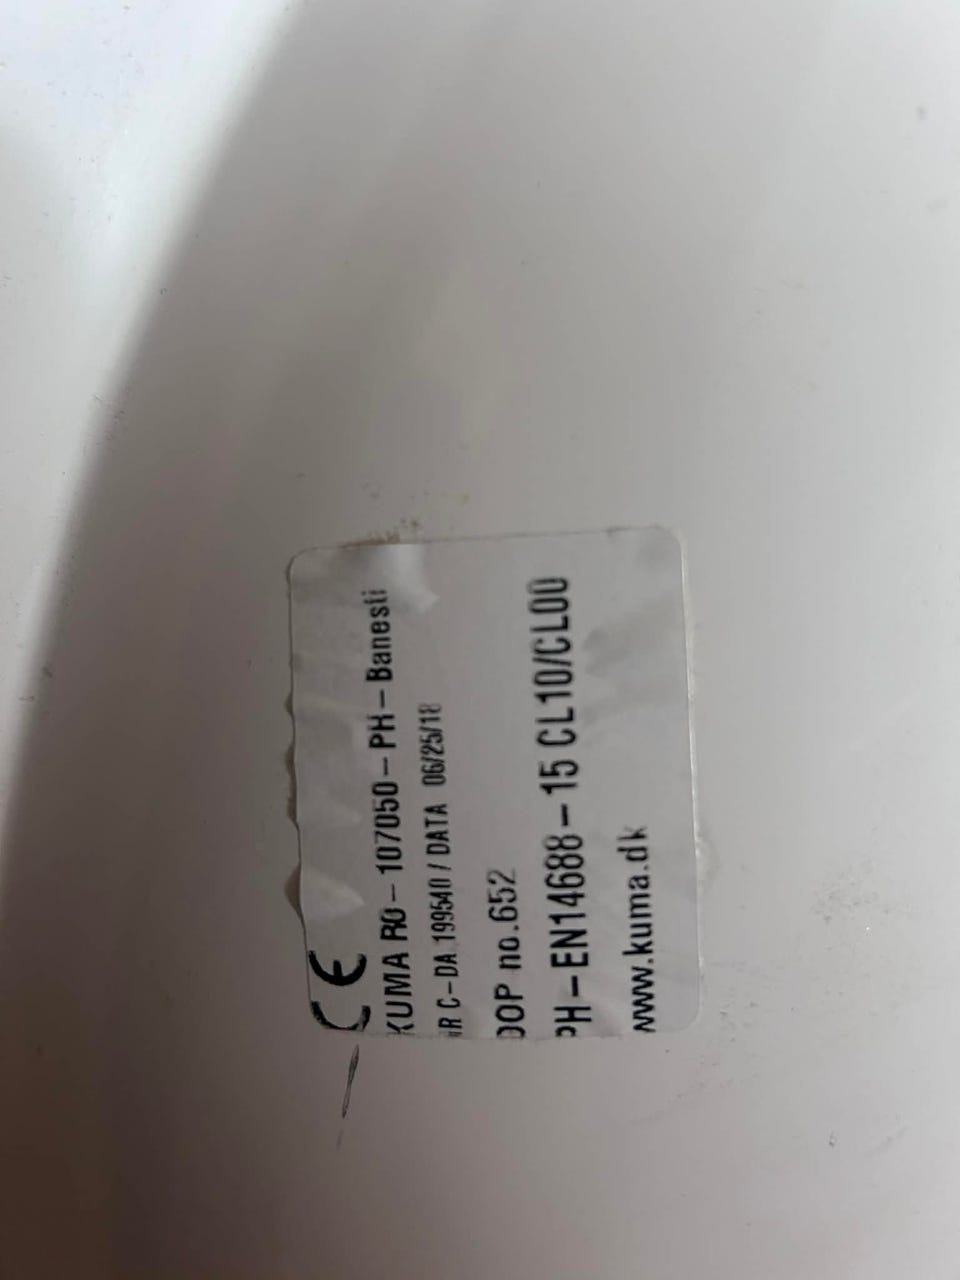 CE
KUMA RO – 107050 – PH – Banesti
NR C-DA 199540 / DATA 06/25/18
DOP no.652
PH – EN14688 – 15 CL10/CL00
www.kuma.dk